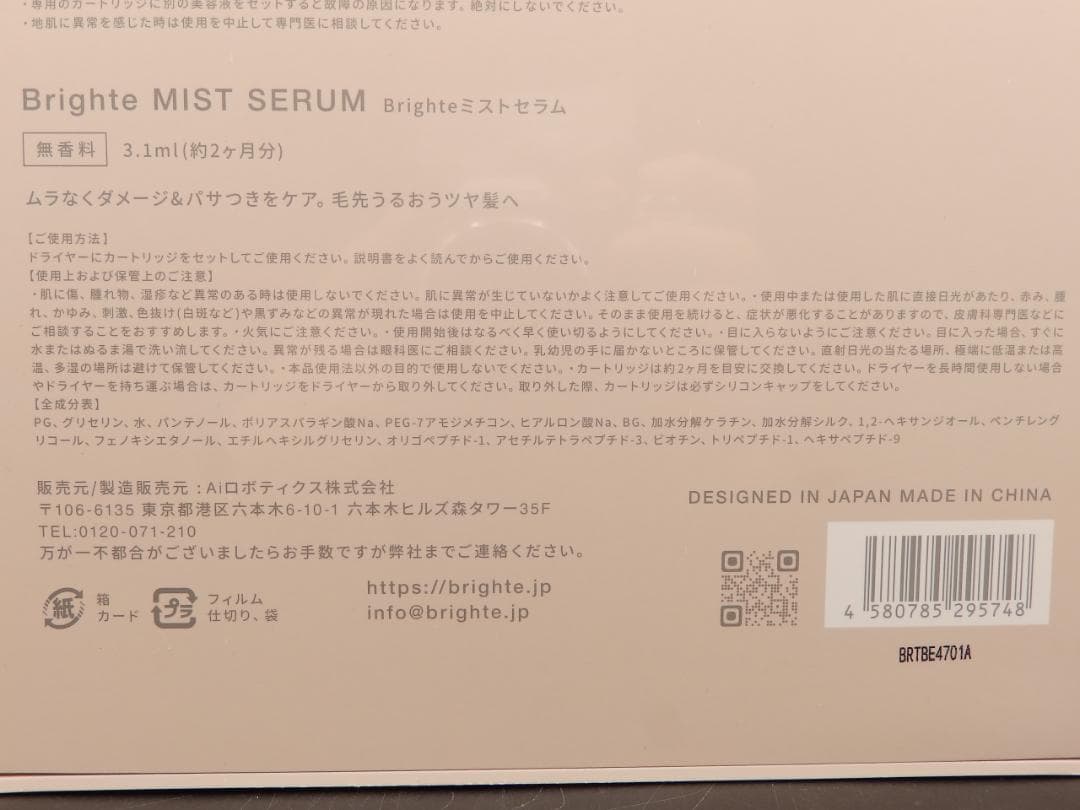 ・専用のカートリッジに別の美容液をセットすると故障の原因になります。絶対にしないでください。
・地肌に異常を感じた時は使用を中止して専門医に相談してください。
Brighte MIST SERUM Brighteミストセラム
無香料 3.1ml(約2ヶ月分)
ムラなくダメージ&パサつきをケア。毛先うるおうツヤ髪へ
【ご使用方法】
ドライヤーにカートリッジをセットしてご使用ください。説明書をよく読んでからご使用ください。
【使用上および保管上のご注意】
・肌に傷、腫れ物、湿疹など異常のある時は使用しないでください。肌に異常が生じていないかよく注意してご使用ください。・使用中または使用した肌に直接日光があたり、赤み、腫
れ、かゆみ、刺激、色抜け(白斑など)や黒ずみなどの異常が現れた場合は使用を中止してください。そのまま使用を続けると、症状が悪化することがありますので、皮膚科専門医などに
ご相談することをおすすめします。・火気にご注意ください。・使用開始後はなるべく早く使い切るようにしてください。・目に入らないようにご注意ください。目に入った場合、すぐに
水またはぬるま湯で洗い流してください。異常が残る場合は眼科医にご相談ください。乳幼児の手に届かないところに保管してください。直射日光の当たる場所、極端に低温または高
温、多湿の場所は避けて保管してください。・本品使用法以外の目的で使用しないでください。・カートリッジは約2ヶ月を目安に交換してください。ドライヤーを長時間使用しない場合
やドライヤーを持ち運ぶ場合は、カートリッジをドライヤーから取り外してください。取り外した際、カートリッジは必ずシリコンキャップをしてください。
【全成分表】
PG、グリセリン、水、パンテノール、ポリアスパラギン酸Na、PEG-7アモジメチコン、ヒアルロン酸Na、BG、加水分解ケラチン、加水分解シルク、1,2-ヘキサンジオール、ペンチレング
リコール、フェノキシエタノール、エチルヘキシルグリセリン、オリゴペプチド-1、アセチルテトラペプチド-3、ビオチン、トリペプチド-1、ヘキサペプチド-9
販売元/製造販売元:Aiロボティクス株式会社
〒106-6135 東京都港区六本木6-10-1 六本木ヒルズ森タワー35F
TEL:0120-071-210
万が一不都合がございましたらお手数ですが弊社までご連絡ください。
DESIGNED IN JAPAN MADE IN CHINA
紙 箱
カード
プラ フィルム
仕切り、袋
https://brighte.jp
info@brighte.jp
4 580785 295748
BRTBE4701A